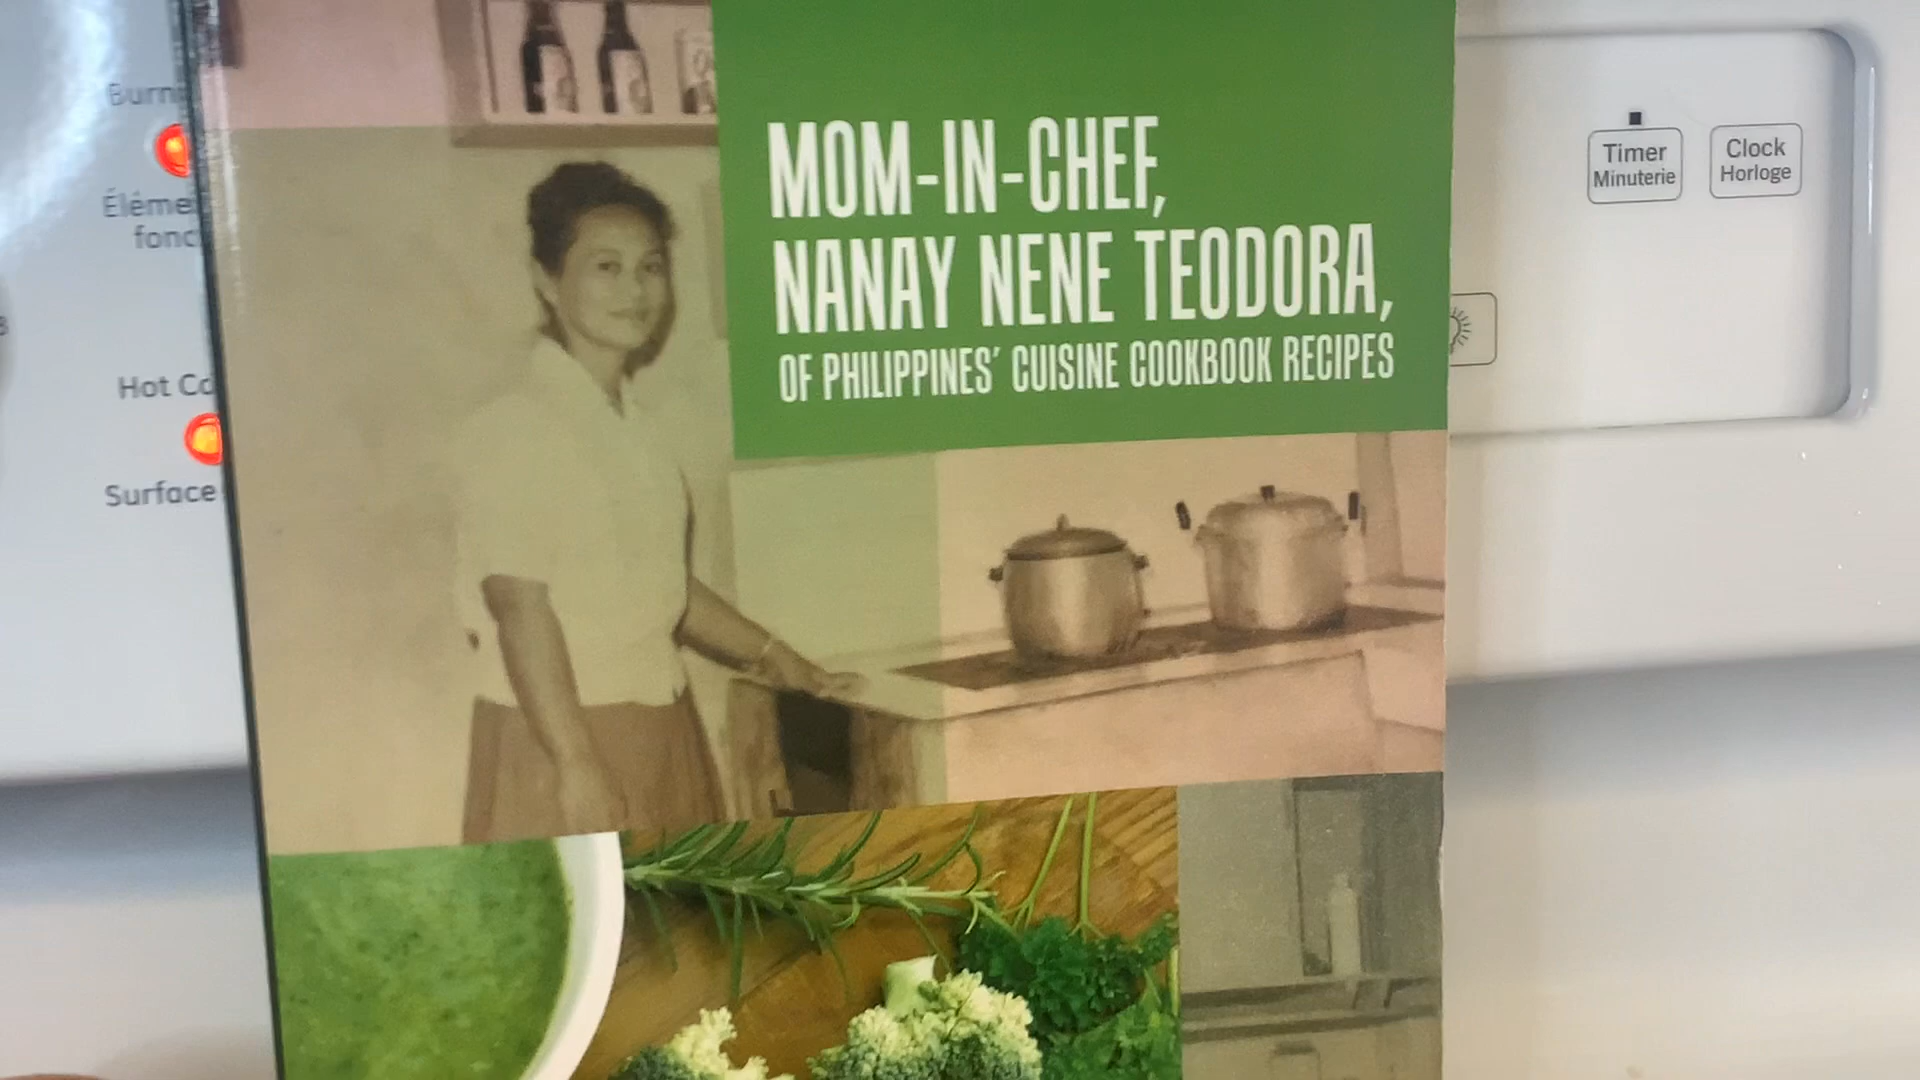 MOM-IN-CHEF,
NANAY NENE TEODORA,
OF PHILIPPINES' CUISINE COOKBOOK RECIPES
Timer
Minuterie
Clock
Horloge
Hot
Surface